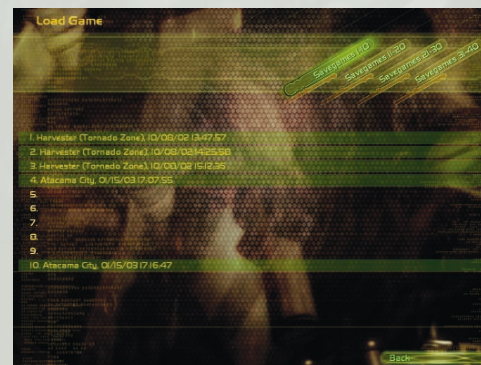 Load Game
Savegames 1-10
Savegames 11-20
Savegames 21-30
Savegames 31-40
1. Harvester (Tornado Zone), 10/08/02 13:47:57
2. Harvester (Tornado Zone), 10/08/02 14:25:58
3. Harvester (Tornado Zone), 10/08/02 15:12:36
4. Atacama City, 01/15/03 17:07:55
5.
6.
7.
8.
9.
10. Atacama City, 01/15/03 17:16:47
Back